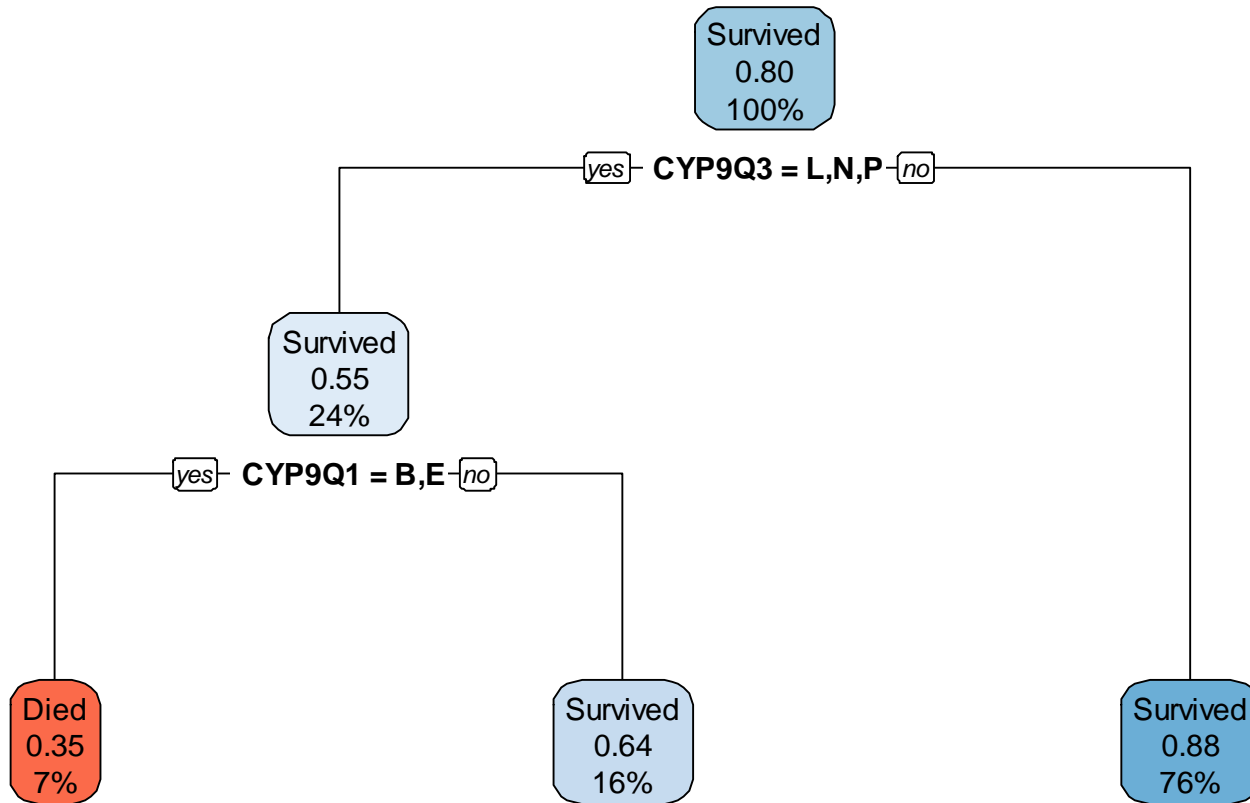 Survived
0.80
100%
yes CYP9Q3 = L,N,P no
Survived
0.55
24%
yes CYP9Q1 = B,E no
Died
0.35
7%
Survived
0.64
16%
Survived
0.88
76%